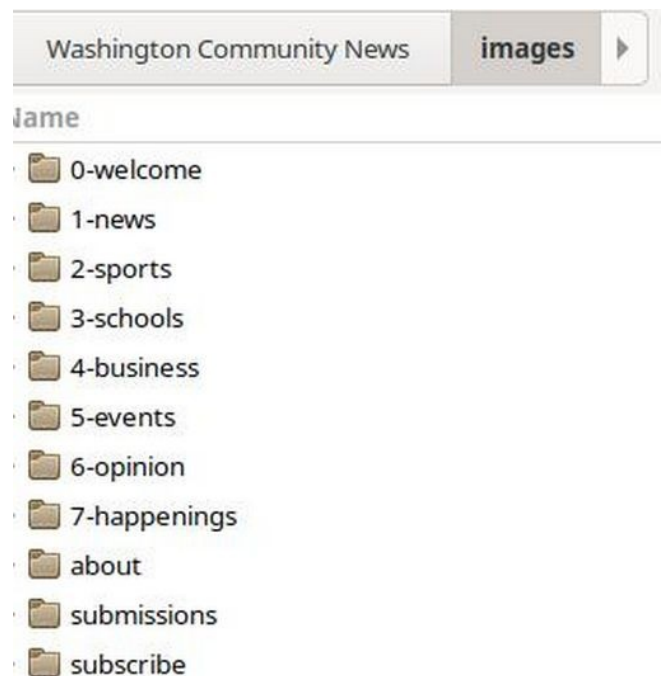 Washington Community News images
Name
0-welcome
1-news
2-sports
3-schools
4-business
5-events
6-opinion
7-happenings
about
submissions
subscribe